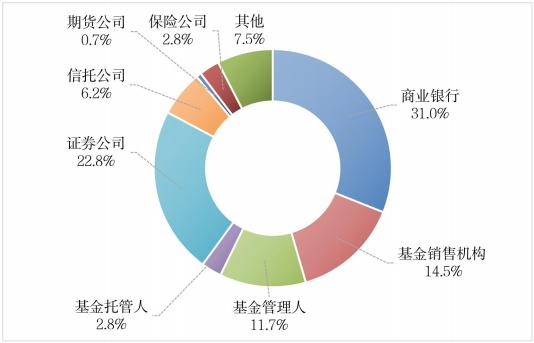 期货公司
0.7%
保险公司
2.8%
其他
7.5%
信托公司
6.2%
商业银行
31.0%
证券公司
22.8%
基金销售机构
14.5%
基金托管人
2.8%
基金管理人
11.7%